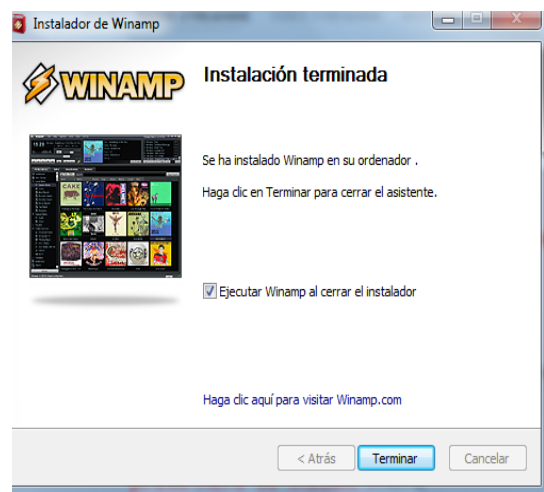 Instalador de Winamp
WINAMP
Instalación terminada
Se ha instalado Winamp en su ordenador .
Haga clic en Terminar para cerrar el asistente.
CAKE
Ejecutar Winamp al cerrar el instalador
Haga clic aquí para visitar Winamp.com
< Atrás
Terminar
Cancelar